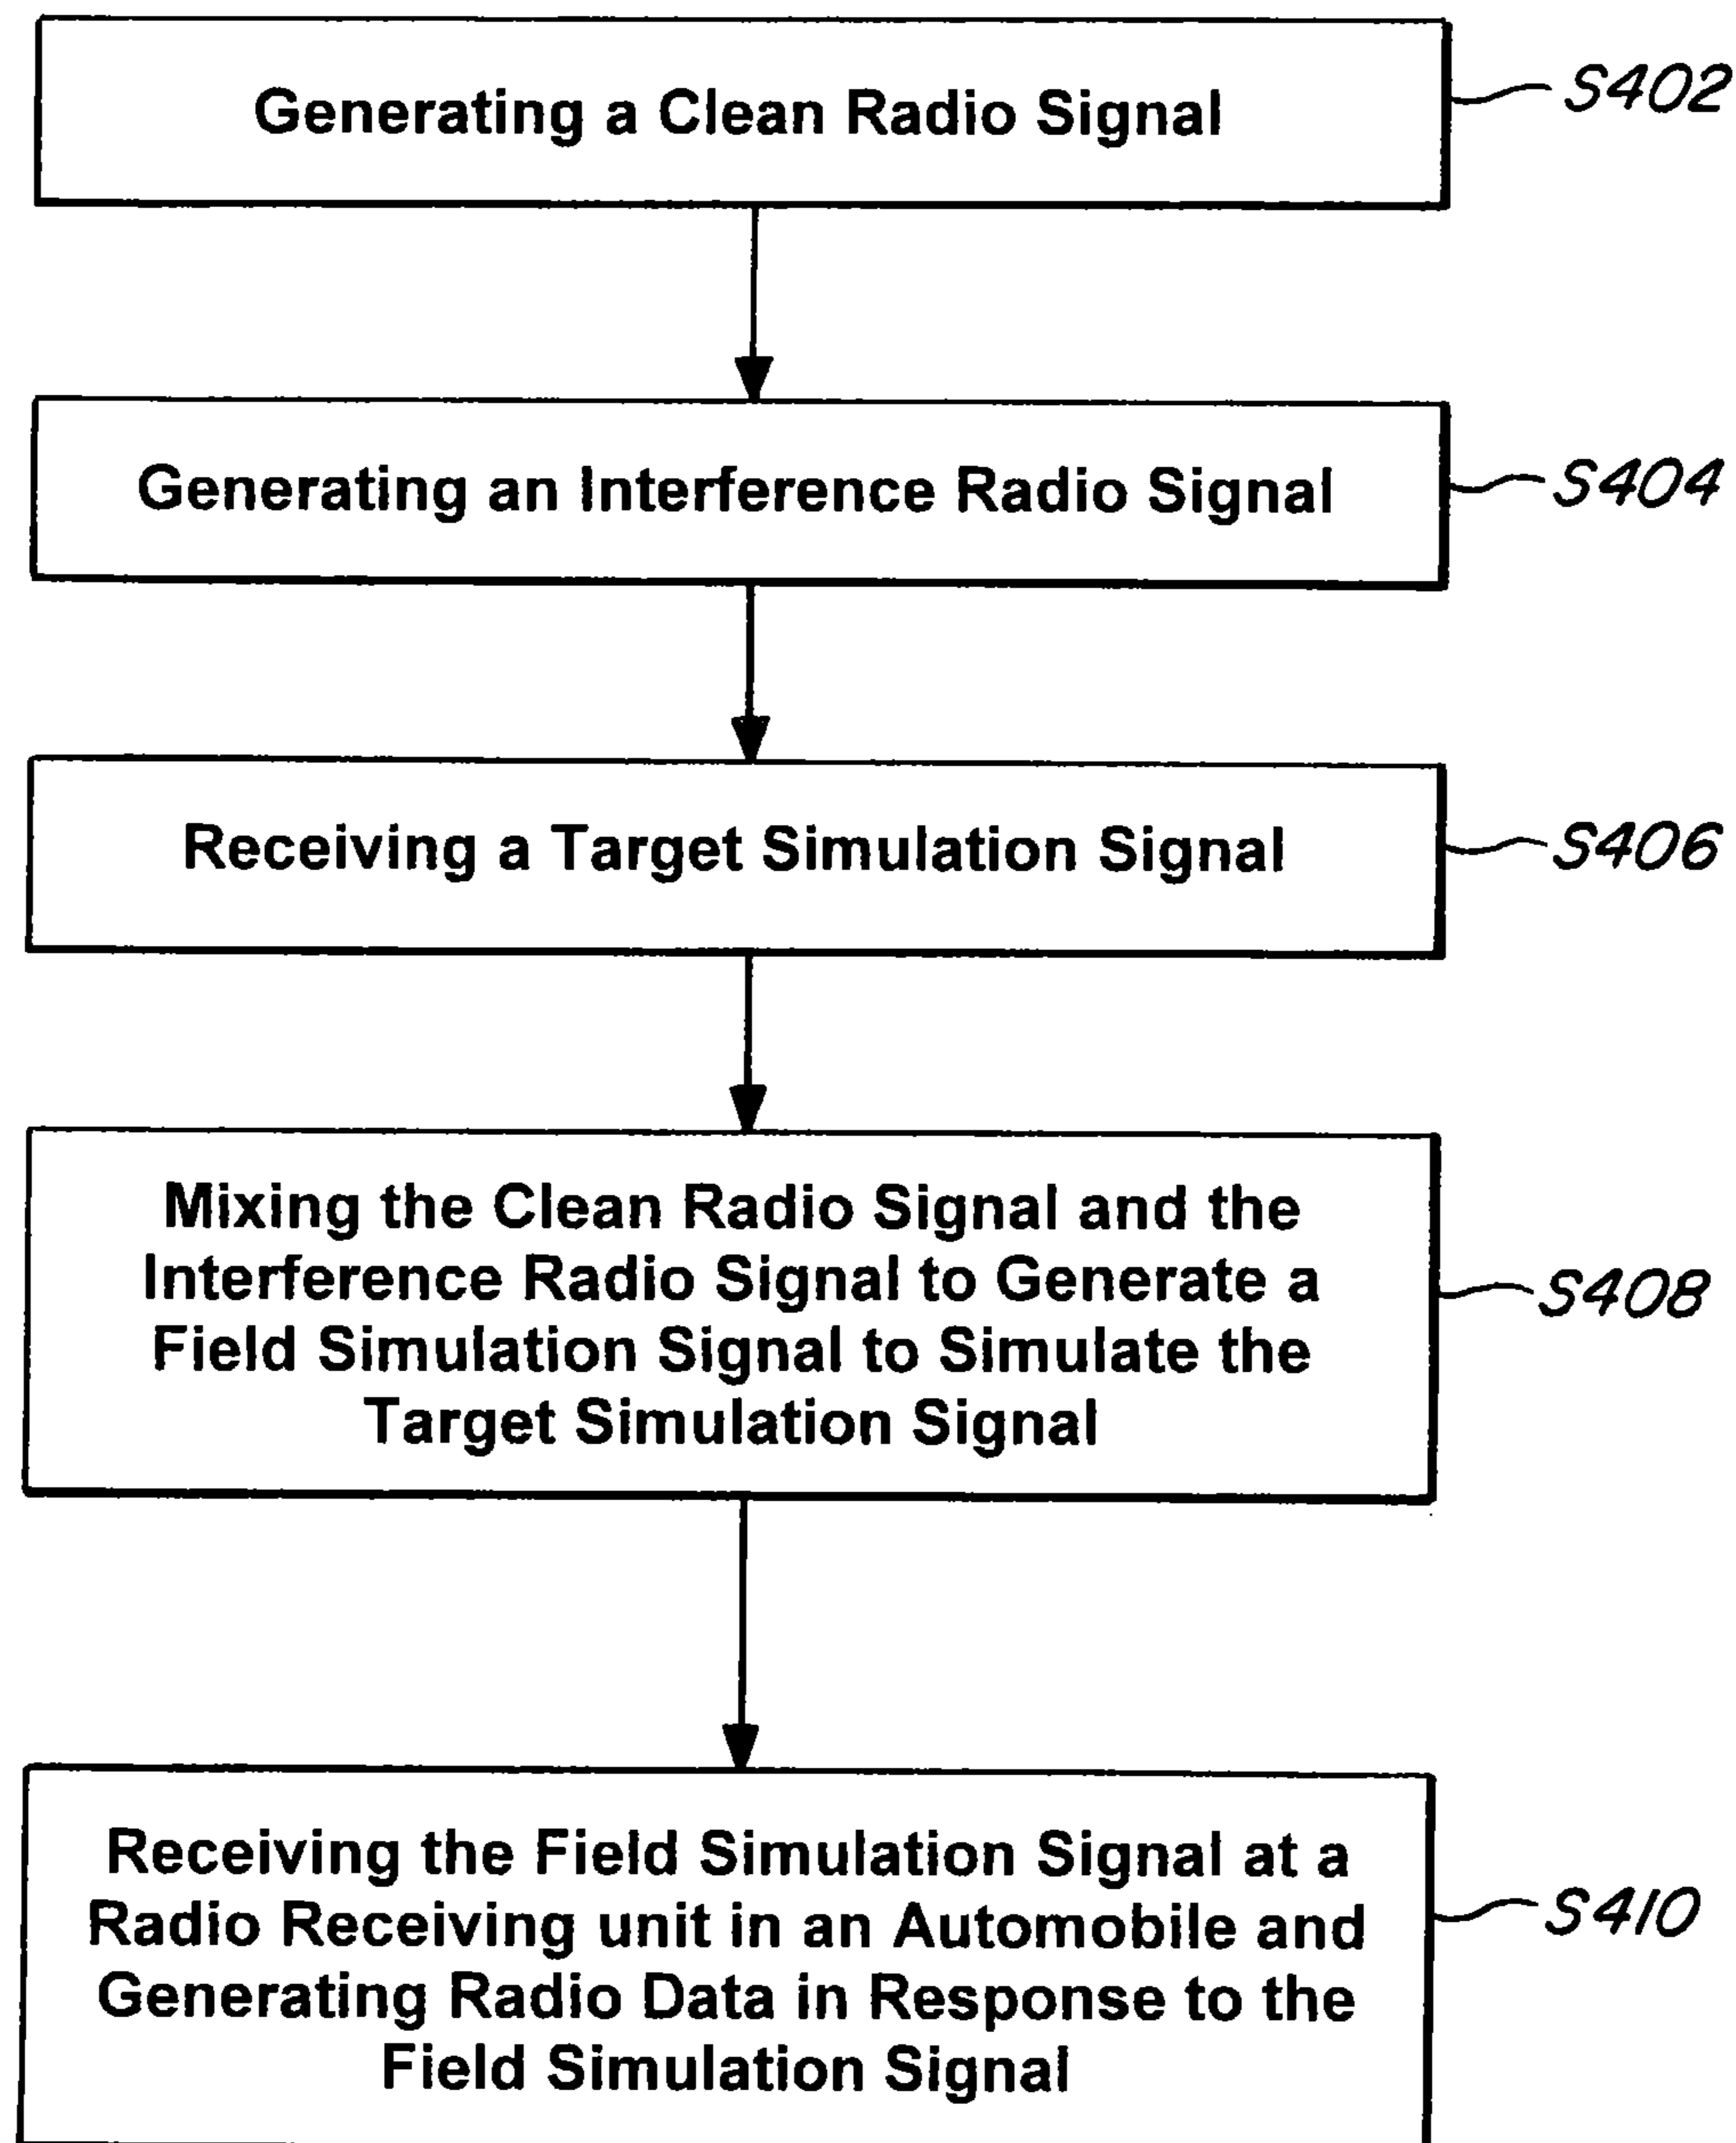 Generating a Clean Radio Signal
S402
Generating an Interference Radio Signal
S404
Receiving a Target Simulation Signal
S406
Mixing the Clean Radio Signal and the
Interference Radio Signal to Generate a
Field Simulation Signal to Simulate the
Target Simulation Signal
S408
Receiving the Field Simulation Signal at a
Radio Receiving unit in an Automobile and
Generating Radio Data in Response to the
Field Simulation Signal
S410